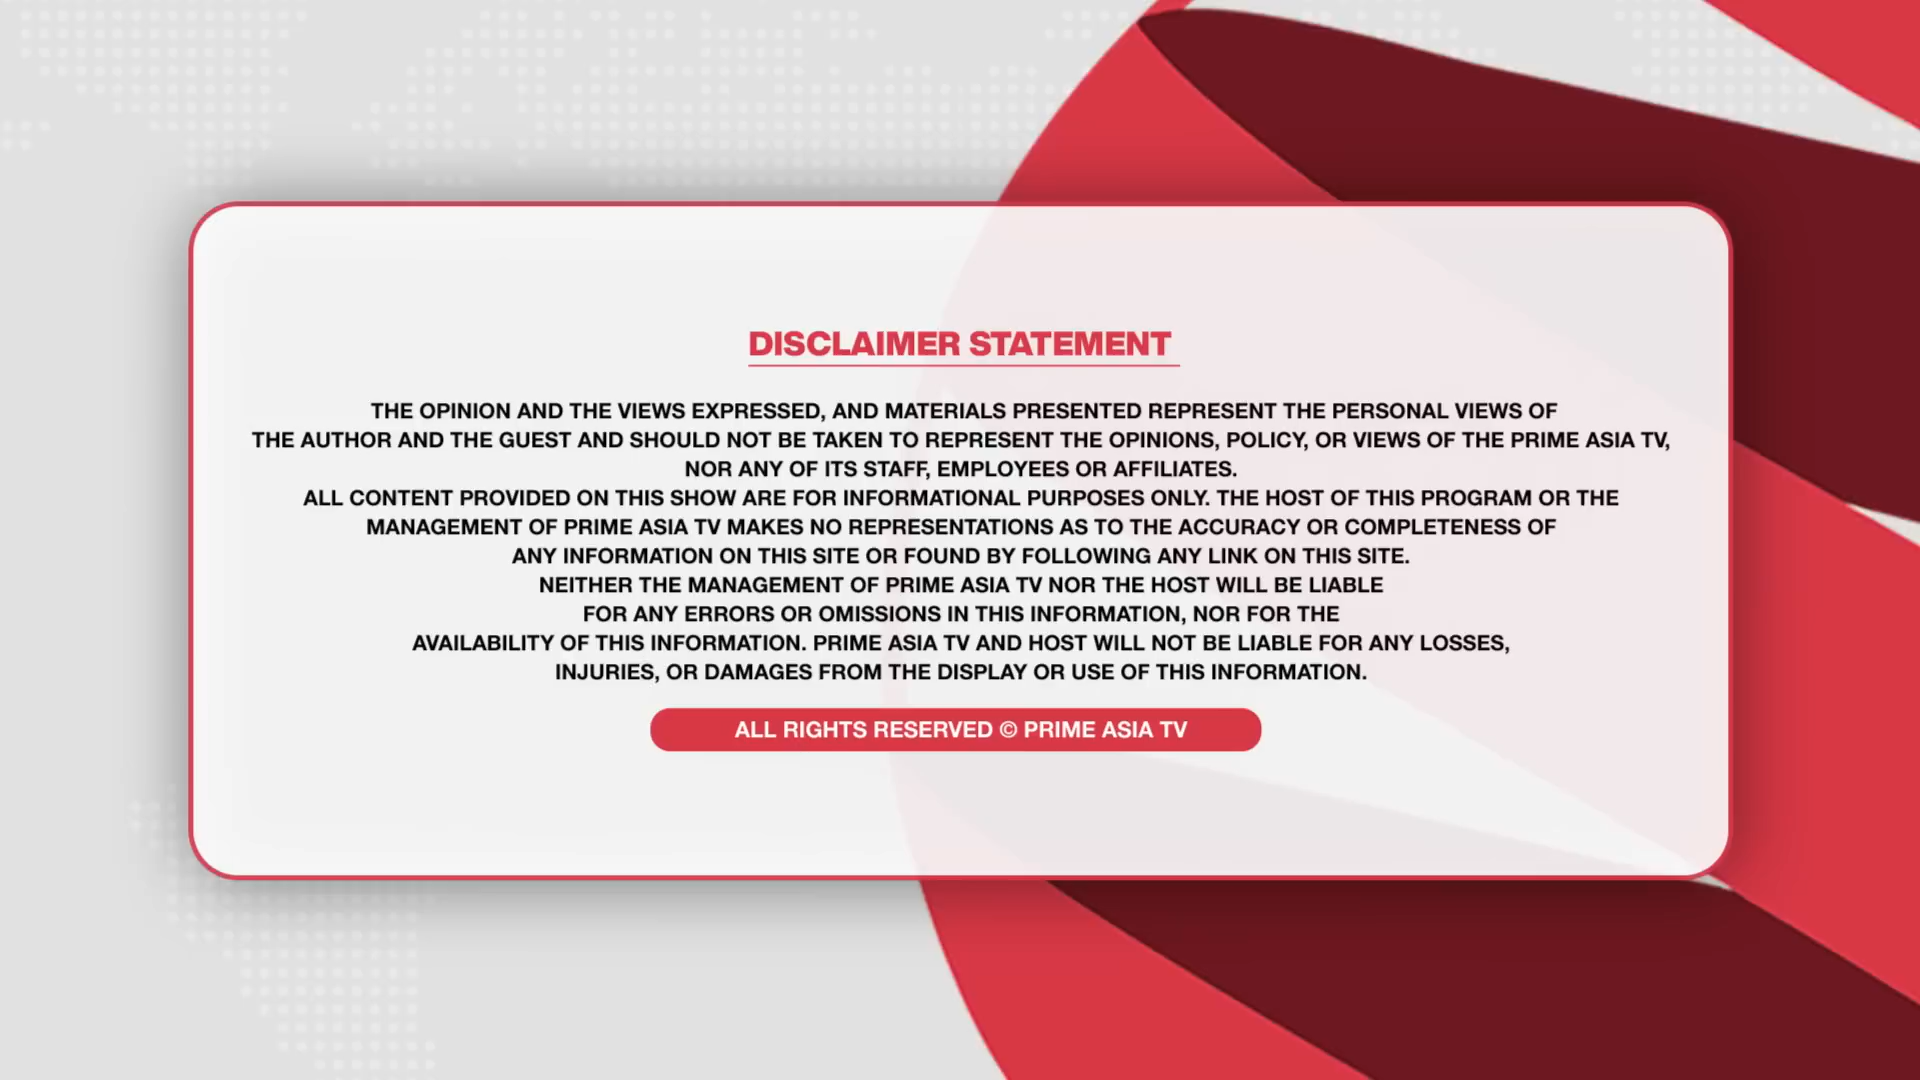 DISCLAIMER STATEMENT
THE OPINION AND THE VIEWS EXPRESSED, AND MATERIALS PRESENTED REPRESENT THE PERSONAL VIEWS OF
THE AUTHOR AND THE GUEST AND SHOULD NOT BE TAKEN TO REPRESENT THE OPINIONS, POLICY, OR VIEWS OF THE PRIME ASIA TV,
NOR ANY OF ITS STAFF, EMPLOYEES OR AFFILIATES.
ALL CONTENT PROVIDED ON THIS SHOW ARE FOR INFORMATIONAL PURPOSES ONLY. THE HOST OF THIS PROGRAM OR THE
MANAGEMENT OF PRIME ASIA TV MAKES NO REPRESENTATIONS AS TO THE ACCURACY OR COMPLETENESS OF
ANY INFORMATION ON THIS SITE OR FOUND BY FOLLOWING ANY LINK ON THIS SITE.
NEITHER THE MANAGEMENT OF PRIME ASIA TV NOR THE HOST WILL BE LIABLE
FOR ANY ERRORS OR OMISSIONS IN THIS INFORMATION, NOR FOR THE
AVAILABILITY OF THIS INFORMATION. PRIME ASIA TV AND HOST WILL NOT BE LIABLE FOR ANY LOSSES,
INJURIES, OR DAMAGES FROM THE DISPLAY OR USE OF THIS INFORMATION.
ALL RIGHTS RESERVED © PRIME ASIA TV